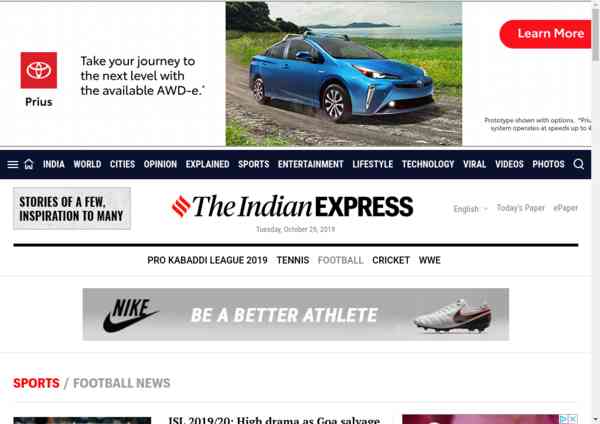 Take your journey to
the next level with
the available AWD-e.*
Prius
Learn More
Prototype shown with options. *Priu
system operates at speeds up to 4
INDIA WORLD CITIES OPINION EXPLAINED SPORTS ENTERTAINMENT LIFESTYLE TECHNOLOGY VIRAL VIDEOS PHOTOS
STORIES OF A FEW,
INSPIRATION TO MANY
The Indian EXPRESS
Tuesday, October 29, 2019
English Today's Paper ePaper
PRO KABADDI LEAGUE 2019 TENNIS FOOTBALL CRICKET WWE
NIKE BE A BETTER ATHLETE
SPORTS / FOOTBALL NEWS
ISL 2019/20: High drama as Goa salvage